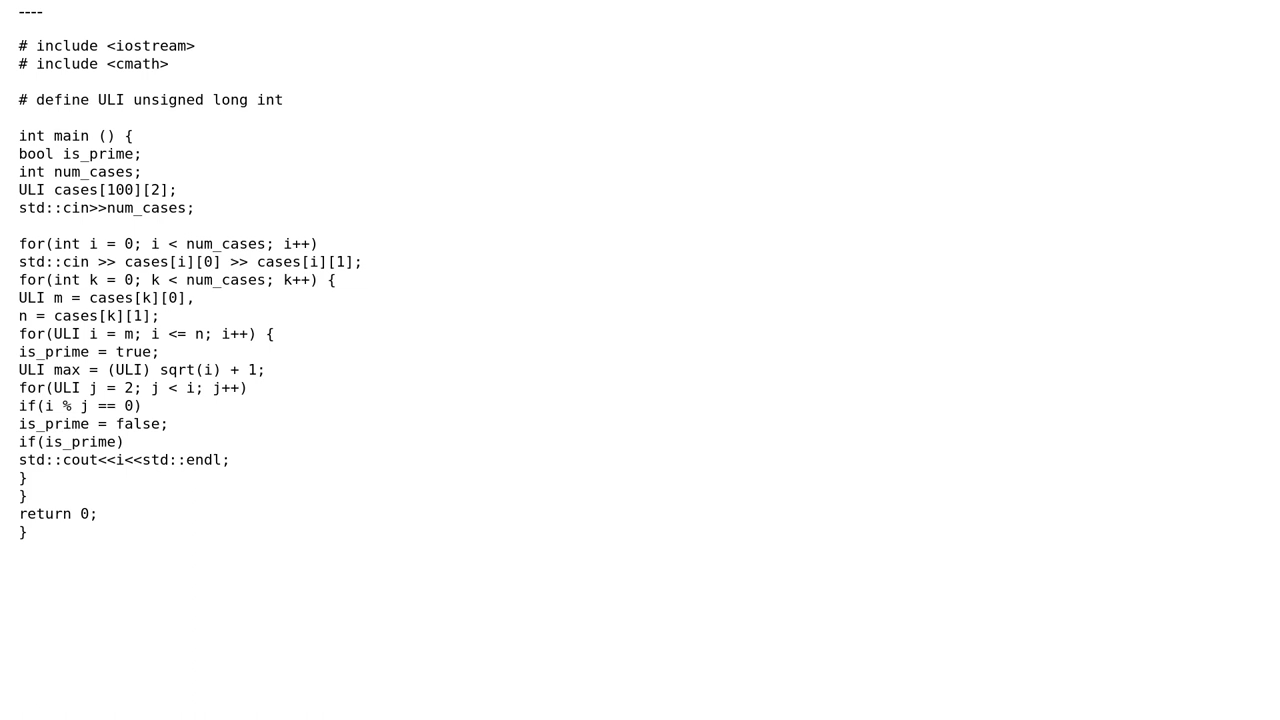 ----
# include <iostream>
# include <cmath>
# define ULI unsigned long int
int main () {
bool is_prime;
int num_cases;
ULI cases[100][2];
std::cin>>num_cases;
for(int i = 0; i < num_cases; i++)
std::cin >> cases[i][0] >> cases[i][1];
for(int k = 0; k < num_cases; k++) {
ULI m = cases[k][0],
n = cases[k][1];
for(ULI i = m; i <= n; i++) {
is_prime = true;
ULI max = (ULI) sqrt(i) + 1;
for(ULI j = 2; j < i; j++)
if(i % j == 0)
is_prime = false;
if(is_prime)
std::cout<<i<<std::endl;
}
}
return 0;
}